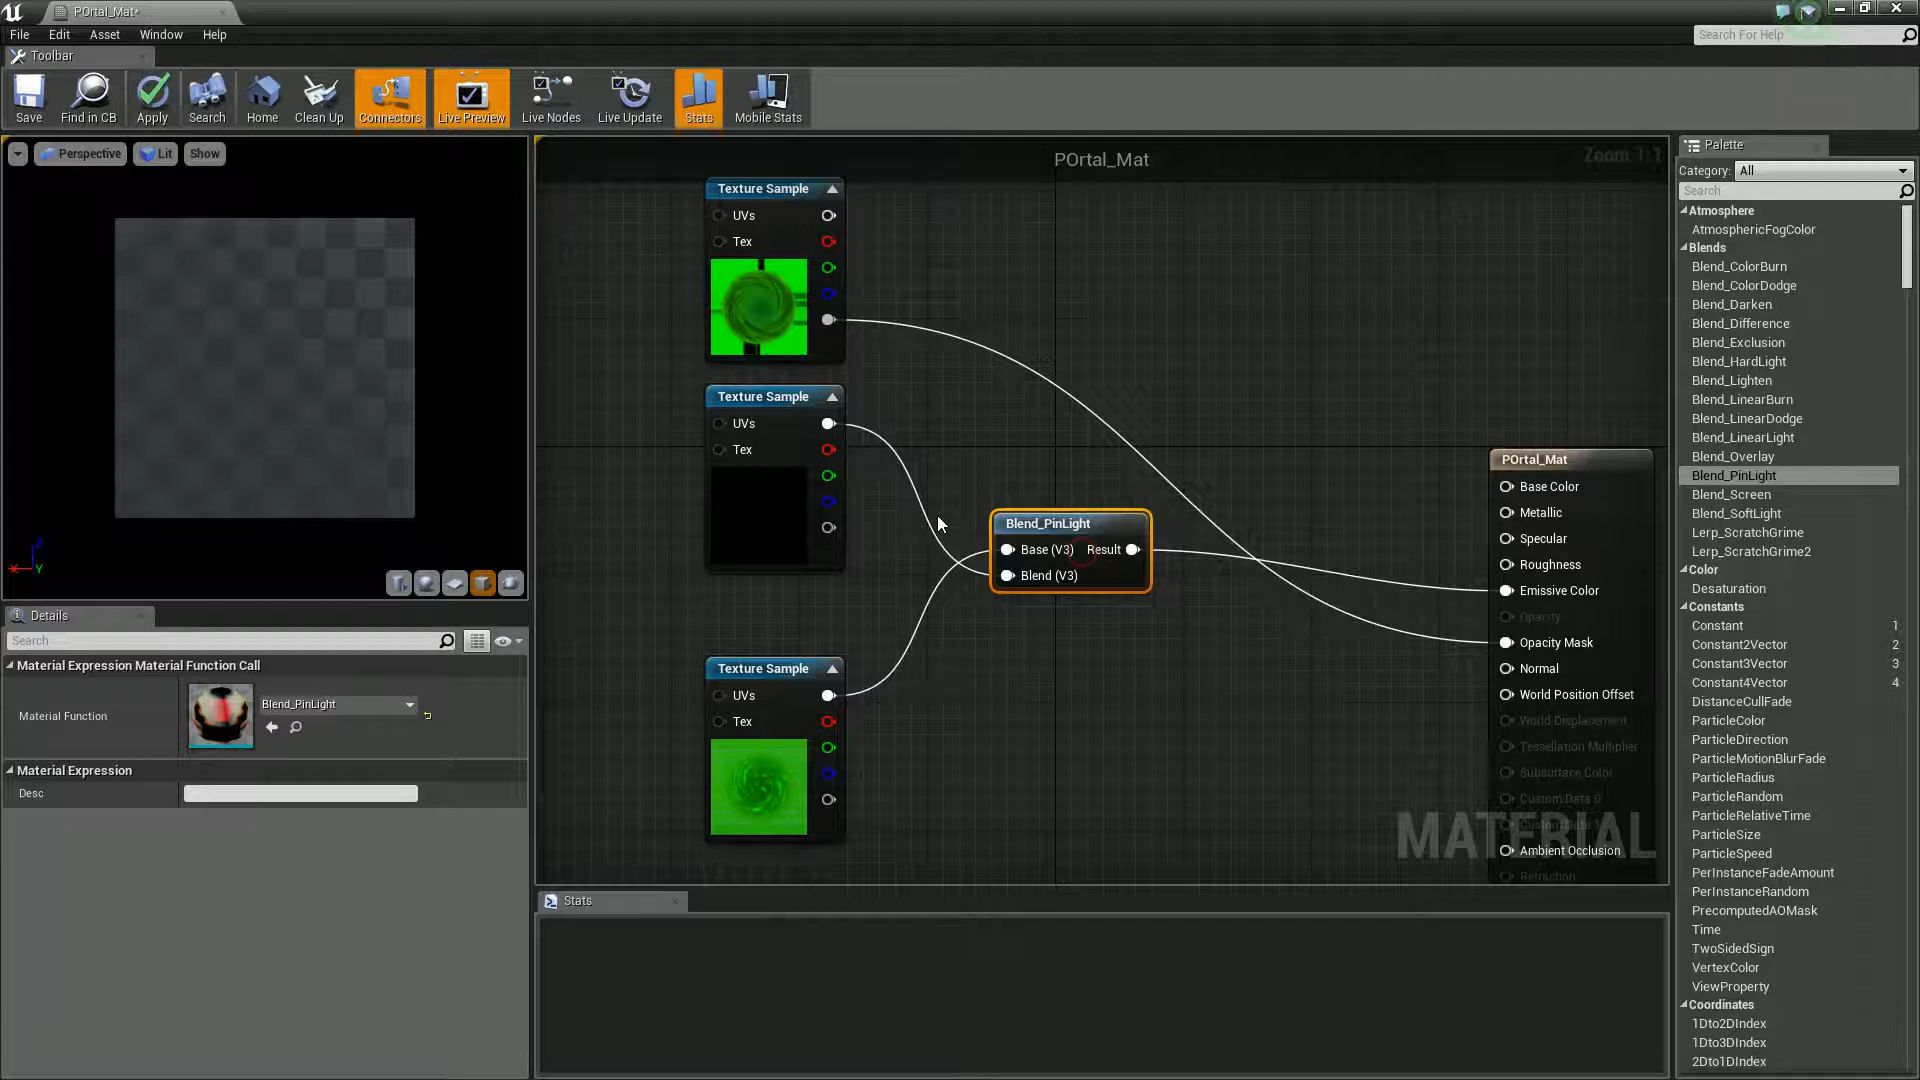 POrtal_Mat*
File Edit Asset Window Help
Search For Help
Toolbar
Save Find in CB Apply Search Home Clean Up Connectors Live Preview Live Nodes Live Update Stats Mobile Stats
Perspective Lit Show
POrtal_Mat
Zoom 1:1
Texture Sample
UVs
Tex
Texture Sample
UVs
Tex
Blend_PinLight
Base (V3) Result
Blend (V3)
Texture Sample
UVs
Tex
POrtal_Mat
Base Color
Metallic
Specular
Roughness
Emissive Color
Opacity
Opacity Mask
Normal
World Position Offset
World Displacement
Tessellation Multiplier
Subsurface Color
Custom Data 0
Ambient Occlusion
Refraction
MATERIAL
X
Z
Y
Details
Search
Material Expression Material Function Call
Material Function
Blend_PinLight
Material Expression
Desc
Stats
Palette
Category: All
Search
Atmosphere
AtmosphericFogColor
Blends
Blend_ColorBurn
Blend_ColorDodge
Blend_Darken
Blend_Difference
Blend_Exclusion
Blend_HardLight
Blend_Lighten
Blend_LinearBurn
Blend_LinearDodge
Blend_LinearLight
Blend_Overlay
Blend_PinLight
Blend_Screen
Blend_SoftLight
Lerp_ScratchGrime
Lerp_ScratchGrime2
Color
Desaturation
Constants
Constant 1
Constant2Vector 2
Constant3Vector 3
Constant4Vector 4
DistanceCullFade
ParticleColor
ParticleDirection
ParticleMotionBlurFade
ParticleRadius
ParticleRandom
ParticleRelativeTime
ParticleSize
ParticleSpeed
PerInstanceFadeAmount
PerInstanceRandom
PrecomputedAOMask
Time
TwoSidedSign
VertexColor
ViewProperty
Coordinates
1Dto2DIndex
1Dto3DIndex
2Dto1DIndex